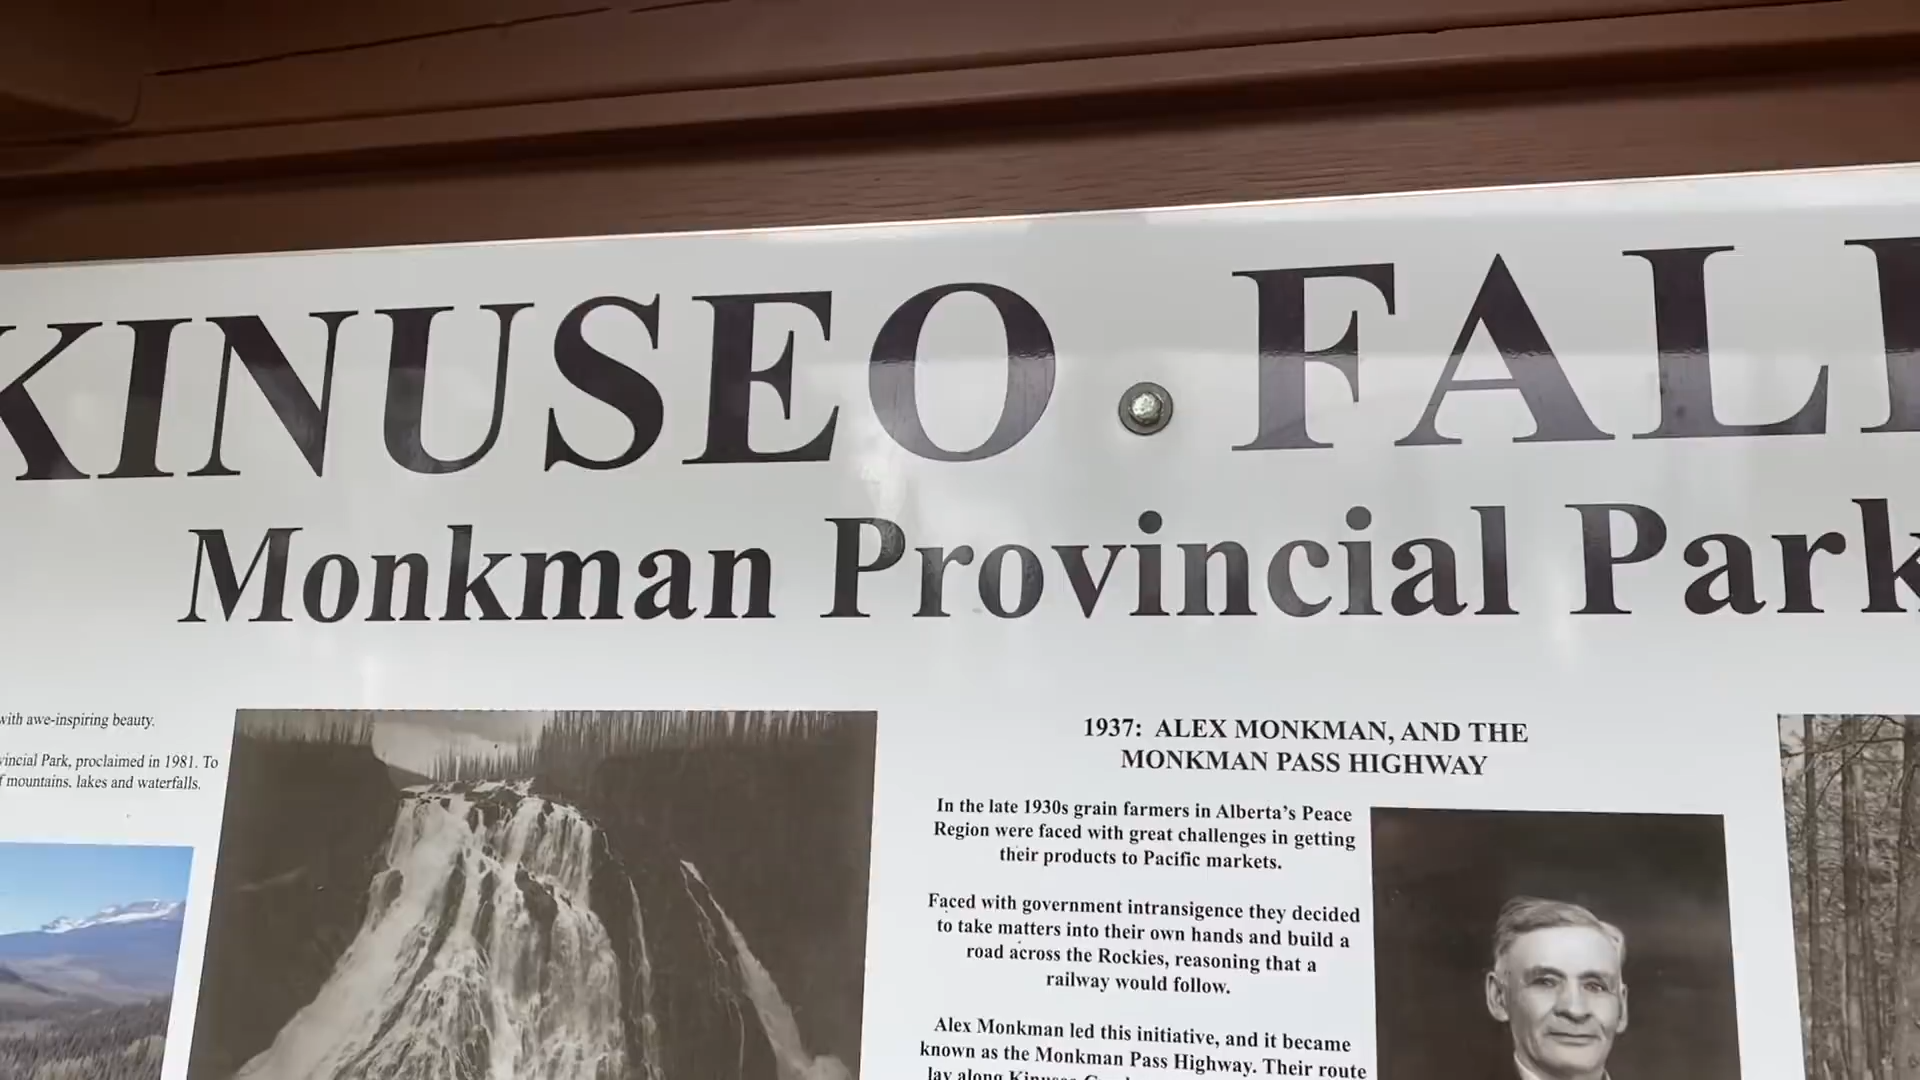 KINUSEO FALL
Monkman Provincial Park
with awe-inspiring beauty.
vincial Park, proclaimed in 1981. To
f mountains, lakes and waterfalls.
1937: ALEX MONKMAN, AND THE
MONKMAN PASS HIGHWAY
In the late 1930s grain farmers in Alberta's Peace
Region were faced with great challenges in getting
their products to Pacific markets.
Faced with government intransigence they decided
to take matters into their own hands and build a
road across the Rockies, reasoning that a
railway would follow.
Alex Monkman led this initiative, and it became
known as the Monkman Pass Highway. Their route
lay along